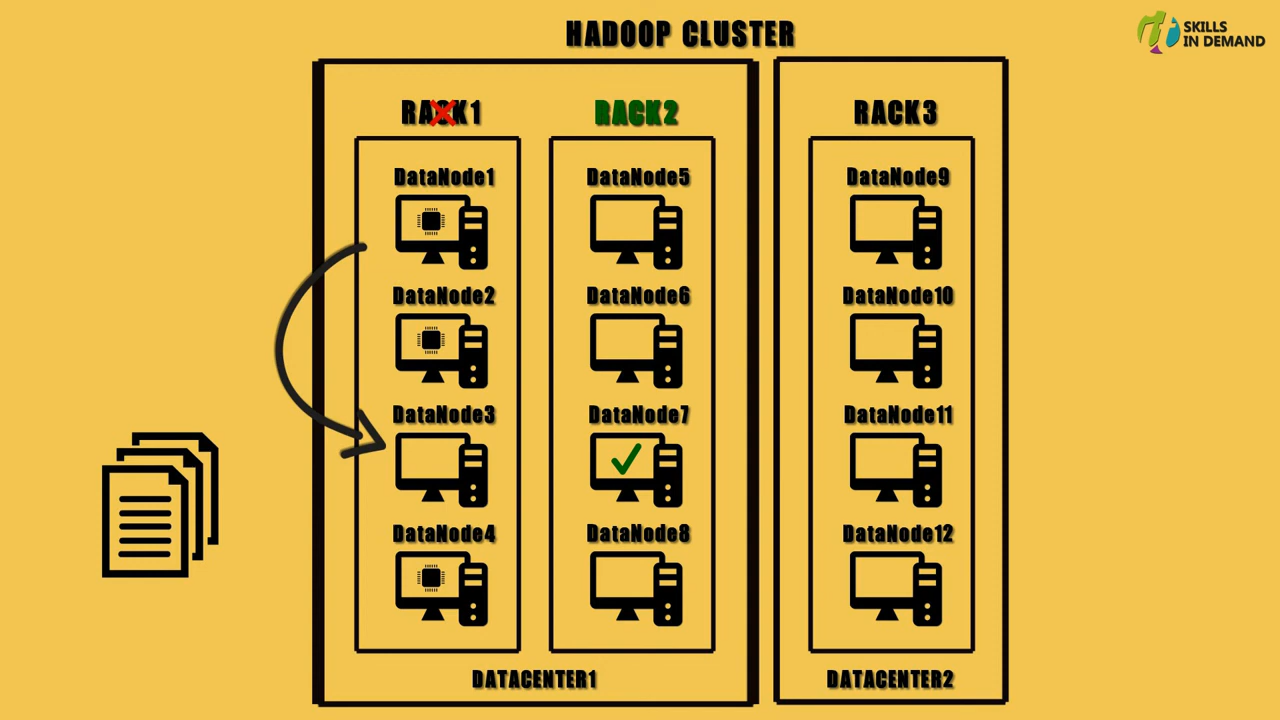 HADOOP CLUSTER
SKILLS
IN DEMAND
RACK1
RACK2
RACK3
DataNode1
DataNode5
DataNode9
DataNode2
DataNode6
DataNode10
DataNode3
DataNode7
DataNode11
DataNode4
DataNode8
DataNode12
DATACENTER1
DATACENTER2